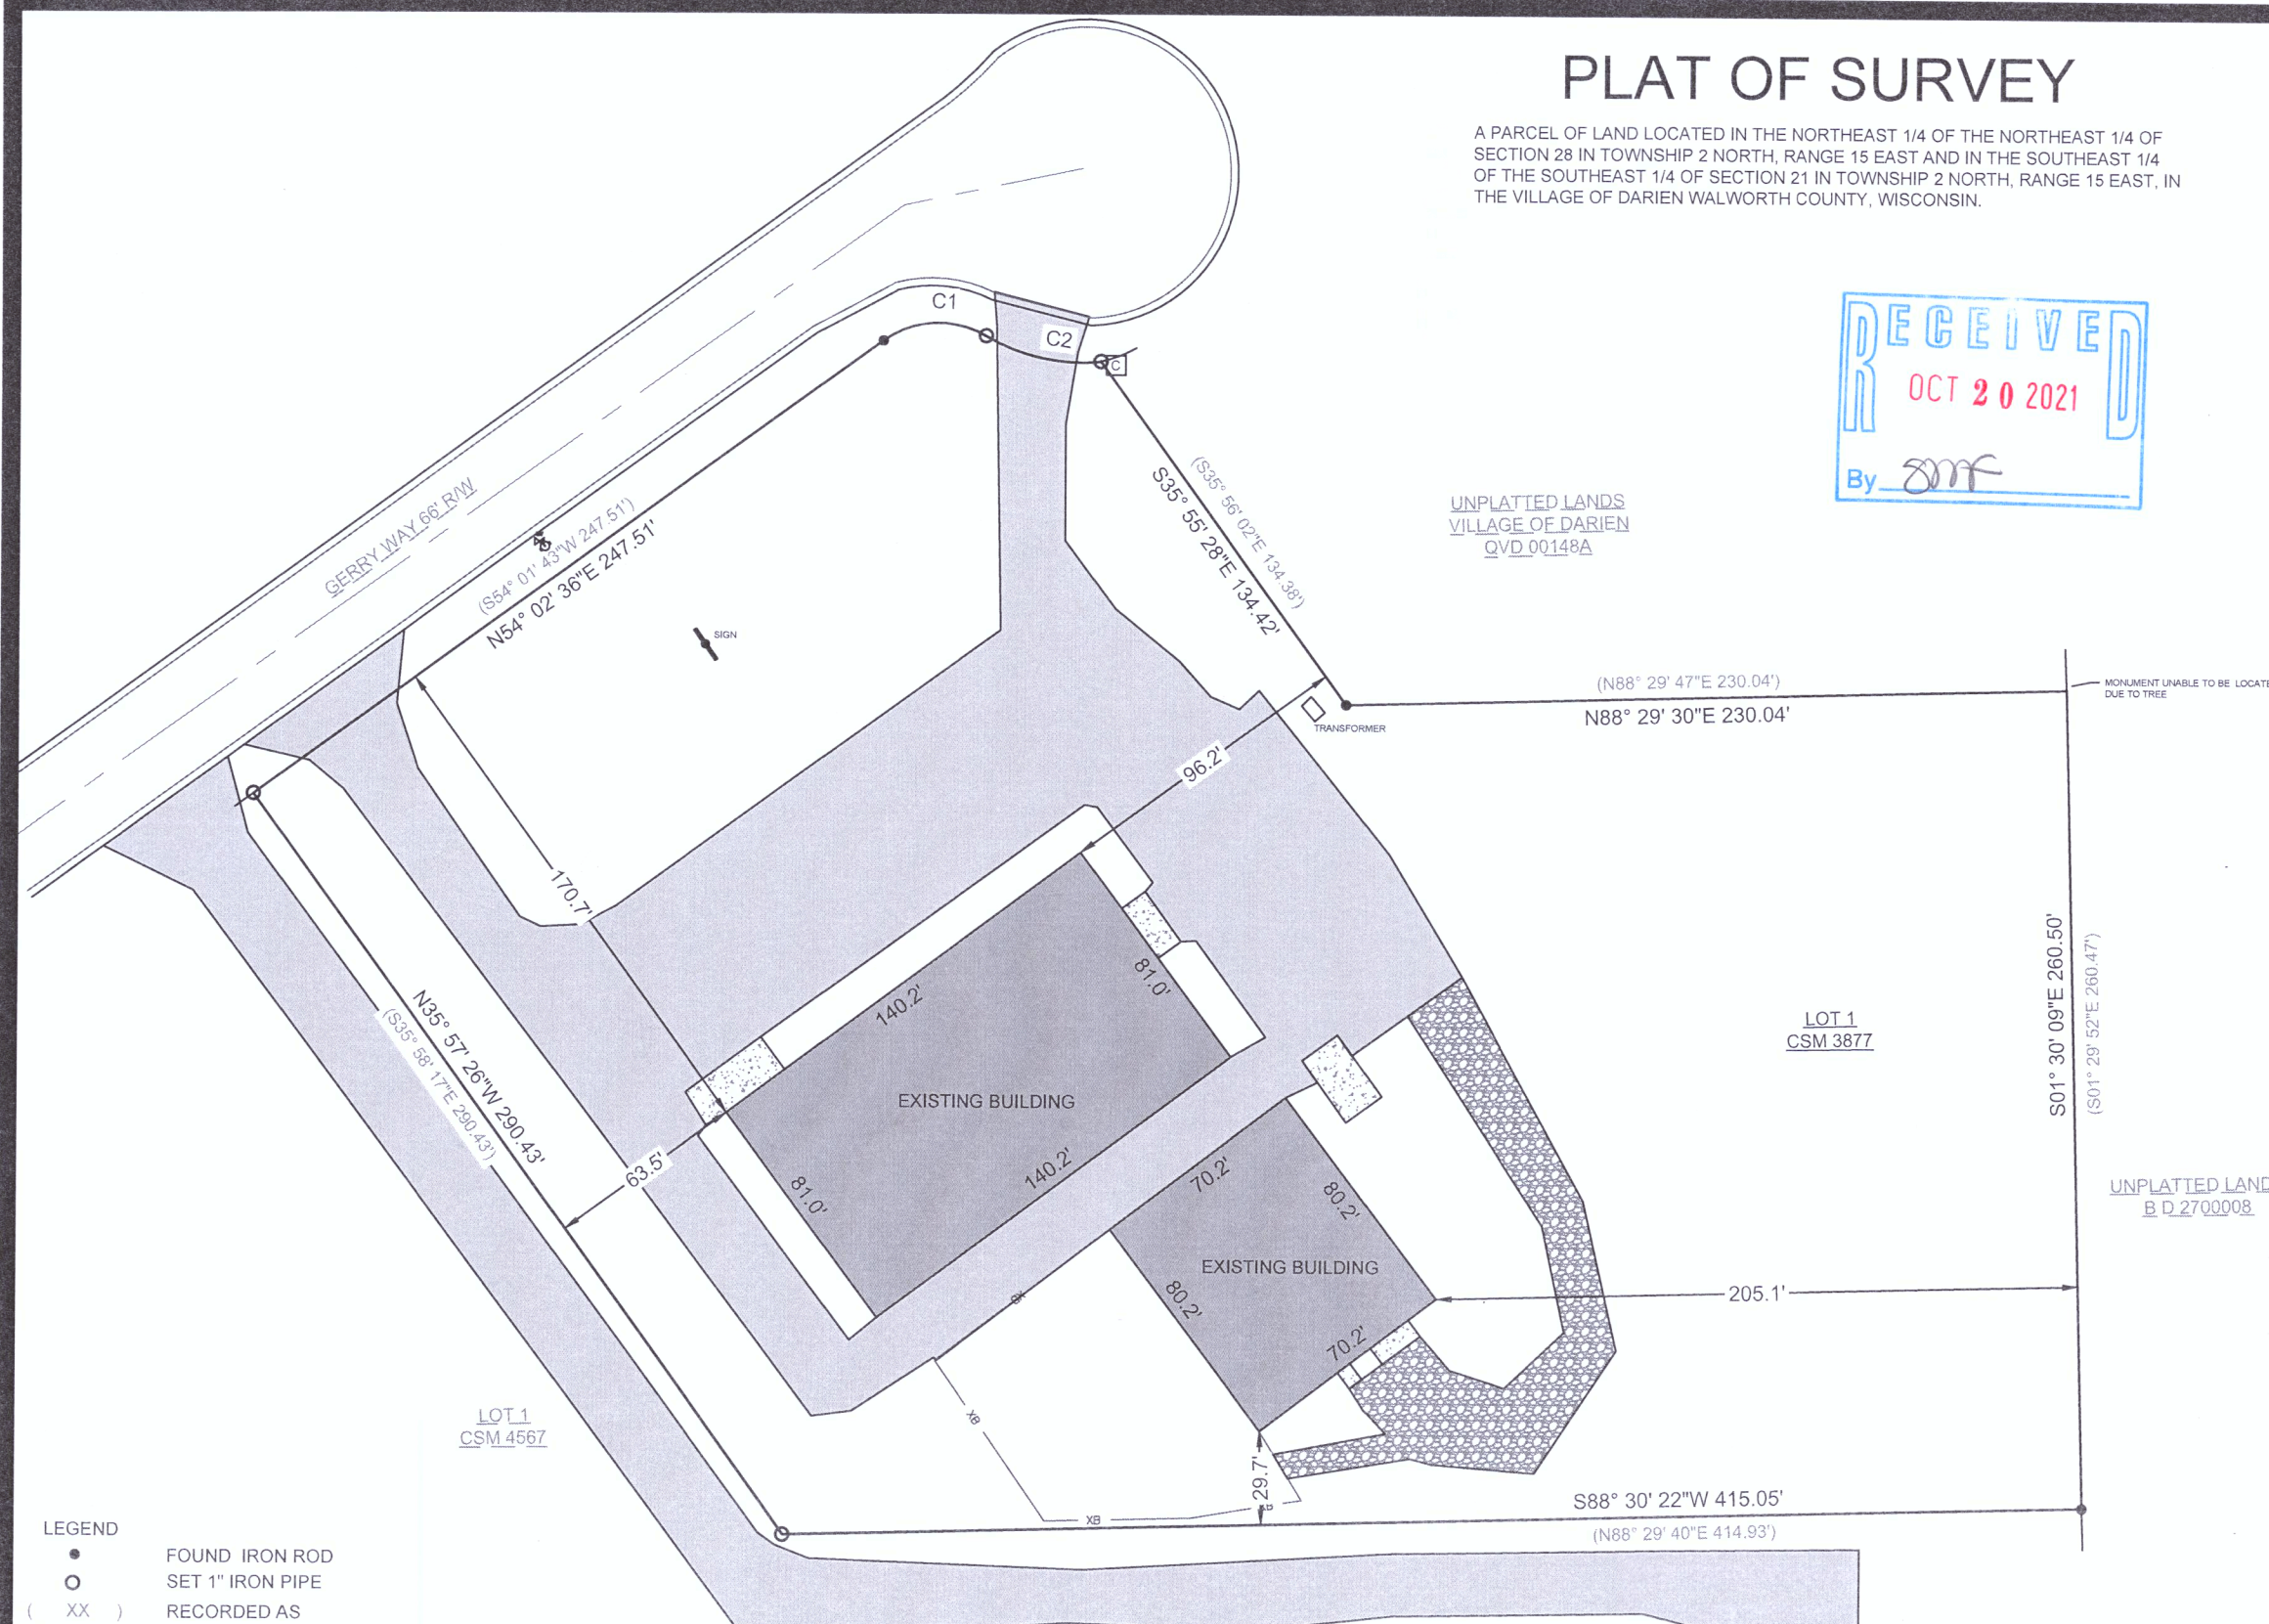 PLAT OF SURVEY
A PARCEL OF LAND LOCATED IN THE NORTHEAST 1/4 OF THE NORTHEAST 1/4 OF
SECTION 28 IN TOWNSHIP 2 NORTH, RANGE 15 EAST AND IN THE SOUTHEAST 1/4
OF THE SOUTHEAST 1/4 OF SECTION 21 IN TOWNSHIP 2 NORTH, RANGE 15 EAST, IN
THE VILLAGE OF DARIEN WALWORTH COUNTY, WISCONSIN.
RECEIVED
OCT 20 2021
By
C1
C2
C
GERRY WAY 66' R/W
(S54° 01' 43"W 247.51')
N54° 02' 36"E 247.51'
SIGN
(S35° 56' 02"E 134.38')
S35° 55' 28"E 134.42'
UNPLATTED LANDS
VILLAGE OF DARIEN
QVD 00148A
(N88° 29' 47"E 230.04')
N88° 29' 30"E 230.04'
MONUMENT UNABLE TO BE LOCATE
DUE TO TREE
TRANSFORMER
96.2'
170.7'
81.0'
140.2'
N35° 57' 26"W 290.43'
(S35° 58' 17"E 290.43')
EXISTING BUILDING
63.5'
81.0'
140.2'
70.2'
80.2'
EXISTING BUILDING
80.2'
70.2'
205.1'
LOT 1
CSM 3877
S01° 30' 09"E 260.50'
(S01° 29' 52"E 260.47')
UNPLATTED LAND
B D 2700008
XB
XB
XB
29.7'
LOT 1
CSM 4567
S88° 30' 22"W 415.05'
(N88° 29' 40"E 414.93')
LEGEND
FOUND IRON ROD
SET 1" IRON PIPE
( XX ) RECORDED AS